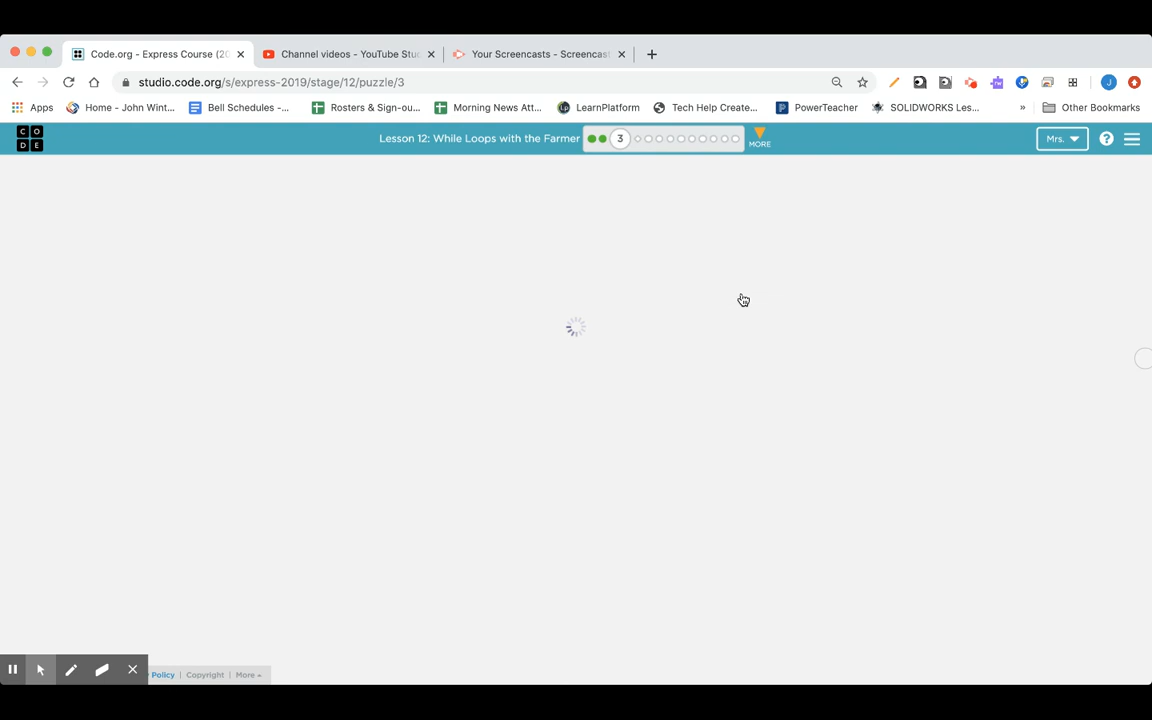 Code.org - Express Course (20
Channel videos - YouTube Stud
Your Screencasts - Screencast
studio.code.org/s/express-2019/stage/12/puzzle/3
J
Apps
Home - John Wint...
Bell Schedules -...
Rosters & Sign-ou...
Morning News Att...
LearnPlatform
Tech Help Create...
PowerTeacher
SOLIDWORKS Les...
»
Other Bookmarks
C O
D E
Lesson 12: While Loops with the Farmer
3
MORE
Mrs.
?
Policy | Copyright | More